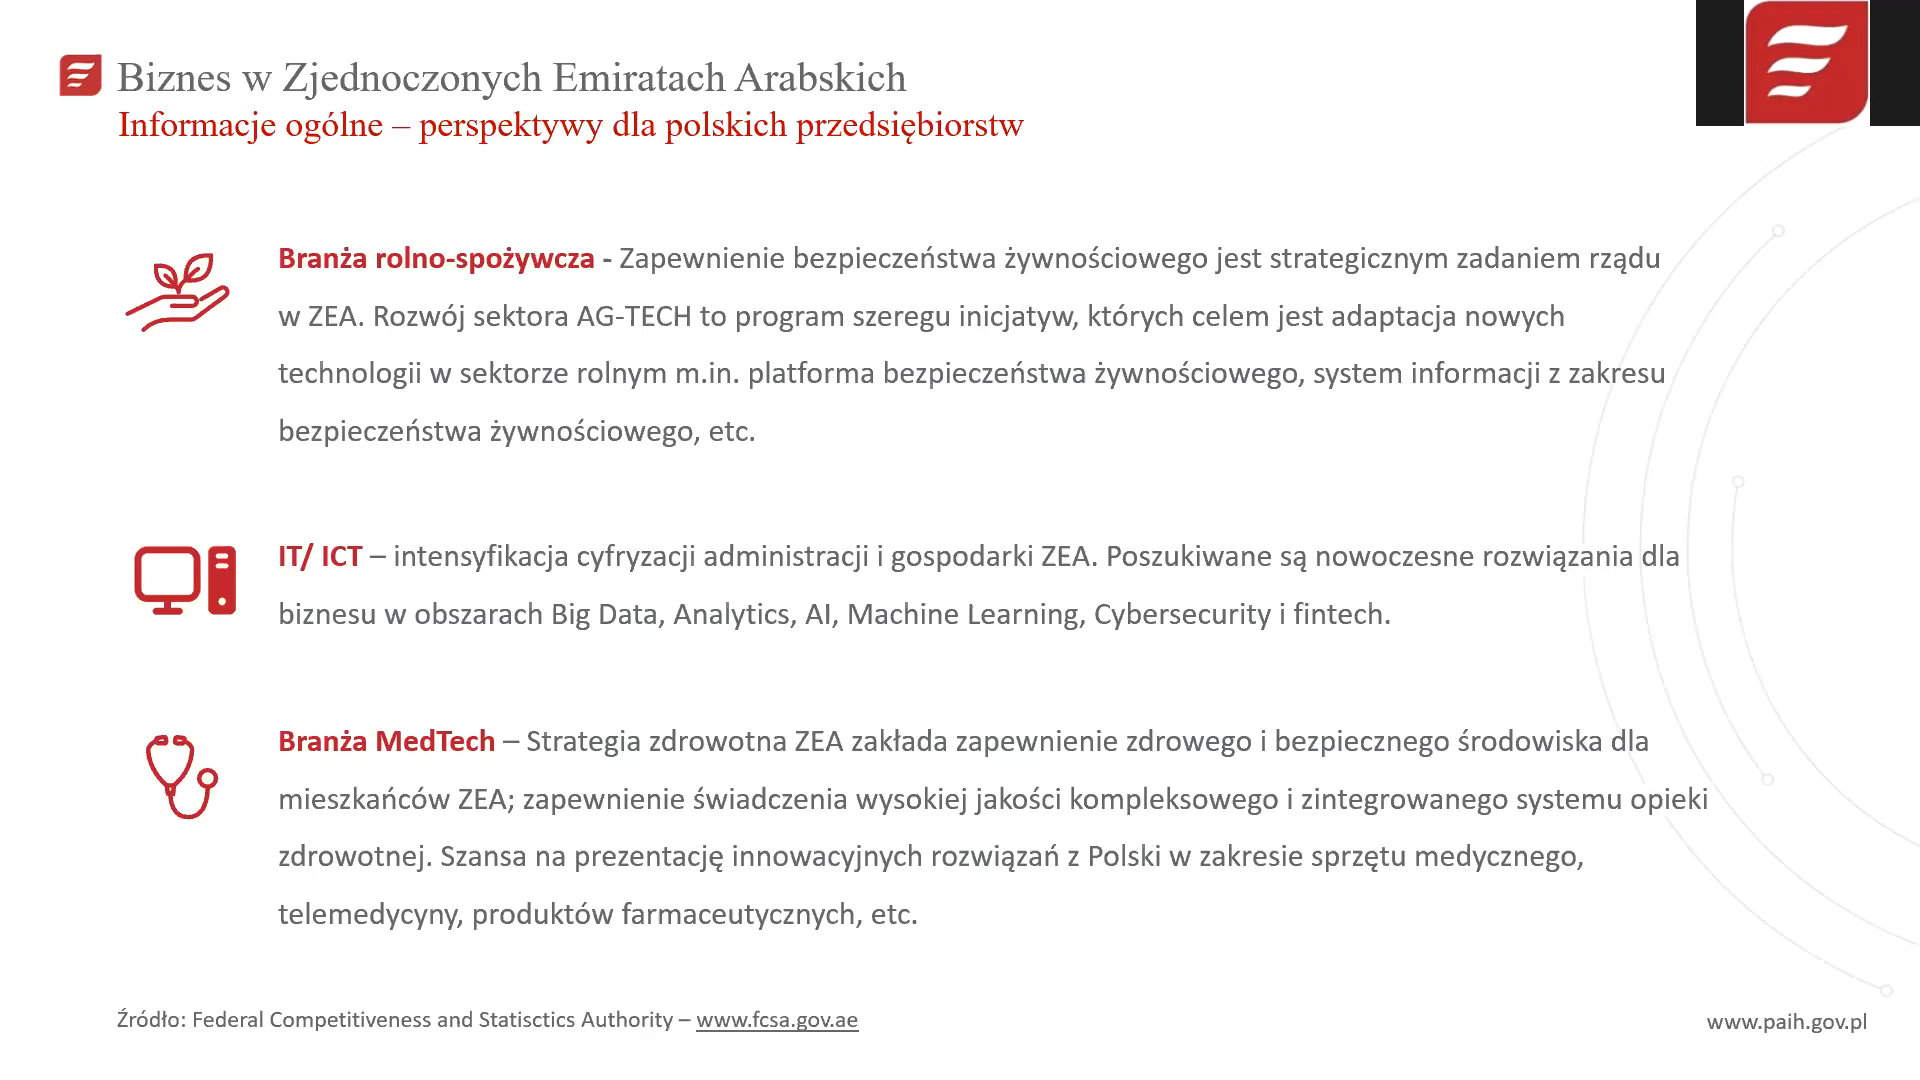 Biznes w Zjednoczonych Emiratach Arabskich
Informacje ogólne – perspektywy dla polskich przedsiębiorstw
Branża rolno-spożywcza - Zapewnienie bezpieczeństwa żywnościowego jest strategicznym zadaniem rządu
w ZEA. Rozwój sektora AG-TECH to program szeregu inicjatyw, których celem jest adaptacja nowych
technologii w sektorze rolnym m.in. platforma bezpieczeństwa żywnościowego, system informacji z zakresu
bezpieczeństwa żywnościowego, etc.
IT/ ICT – intensyfikacja cyfryzacji administracji i gospodarki ZEA. Poszukiwane są nowoczesne rozwiązania dla
biznesu w obszarach Big Data, Analytics, AI, Machine Learning, Cybersecurity i fintech.
Branża MedTech – Strategia zdrowotna ZEA zakłada zapewnienie zdrowego i bezpiecznego środowiska dla
mieszkańców ZEA; zapewnienie świadczenia wysokiej jakości kompleksowego i zintegrowanego systemu opieki
zdrowotnej. Szansa na prezentację innowacyjnych rozwiązań z Polski w zakresie sprzętu medycznego,
telemedycyny, produktów farmaceutycznych, etc.
Źródło: Federal Competitiveness and Statisctics Authority – www.fcsa.gov.ae
www.paih.gov.pl